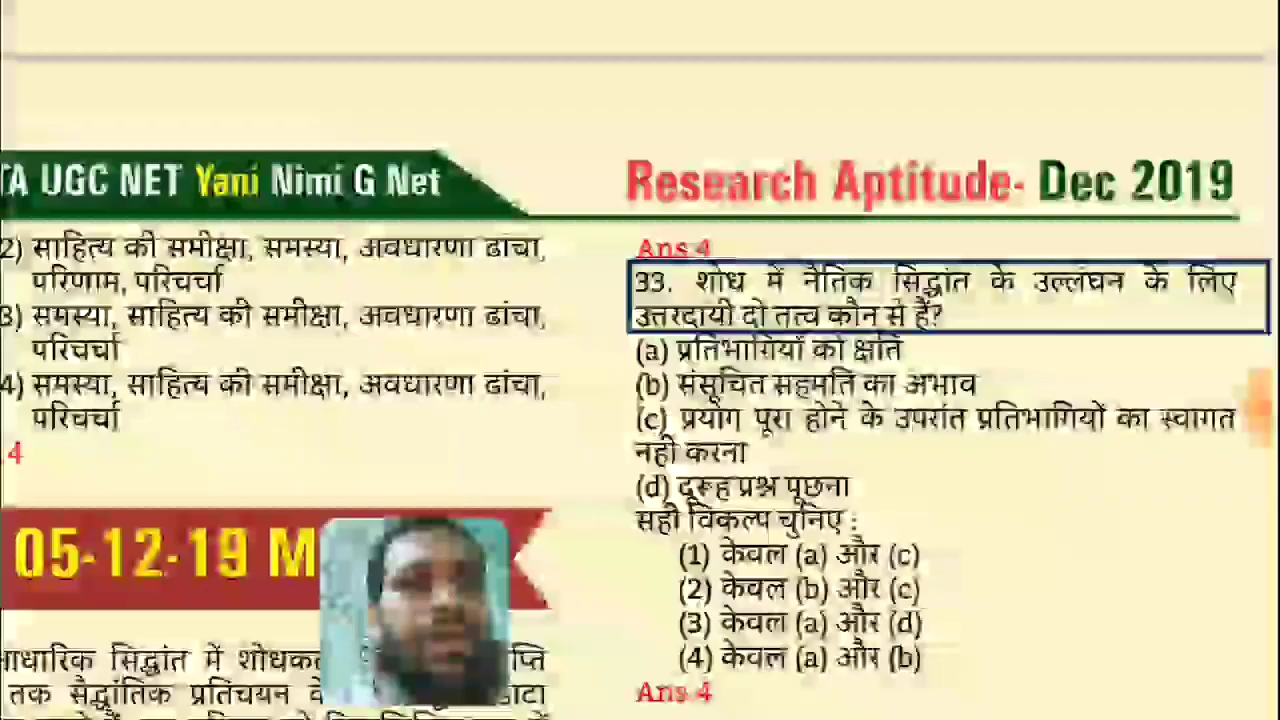 TA UGC NET Yani Nimi G Net
Research Aptitude- Dec 2019
2) साहित्य की समीक्षा, समस्या, अवधारणा ढांचा,
परिणाम, परिचर्चा
3) समस्या, साहित्य की समीक्षा, अवधारणा ढांचा,
परिचर्चा
4) समस्या, साहित्य की समीक्षा, अवधारणा ढांचा,
परिचर्चा
.4
05-12-19 M
सिद्धांत में
तक सैद्धांतिक प्रतिचयन
Ans 4
33. शोध में नैतिक सिद्धांत के उल्लंघन के लिए
उत्तरदायी दो तत्व कौन से हैं?
(a) प्रतिभागियों को क्षति
(b) संसूचित सहमति का अभाव
(c) प्रयोग पूरा होने के उपरांत प्रतिभागियों का स्वागत
नहीं करना
(d) दूरूह प्रश्न पूछना
सही विकल्प चुनिए :
(1) केवल (a) और (c)
(2) केवल (b) और (c)
(3) केवल (a) और (d)
(4) केवल (a) और (b)
Ans 4